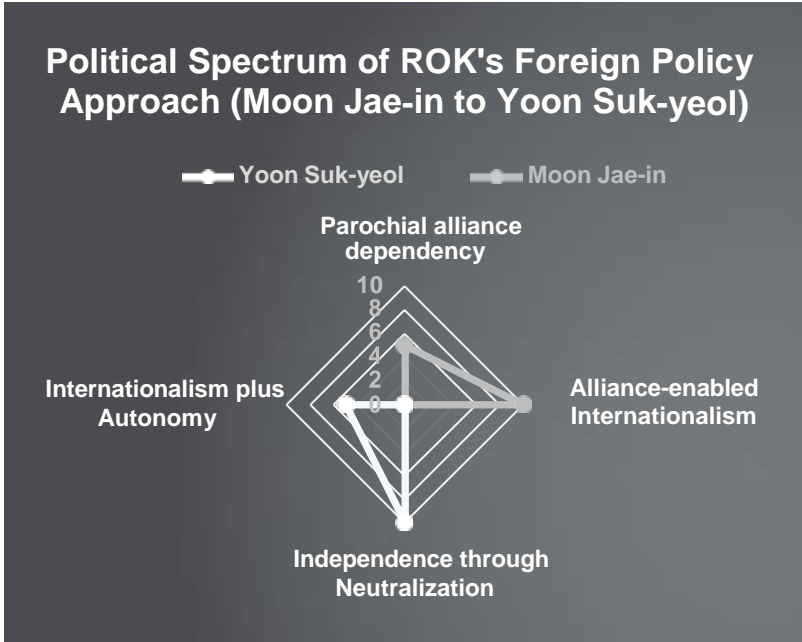 Political Spectrum of ROK's Foreign Policy
Approach (Moon Jae-in to Yoon Suk-yeol)
Yoon Suk-yeol Moon Jae-in
Parochial alliance
dependency
10
8
6
4
2
0
Internationalism plus
Autonomy
Alliance-enabled
Internationalism
Independence through
Neutralization